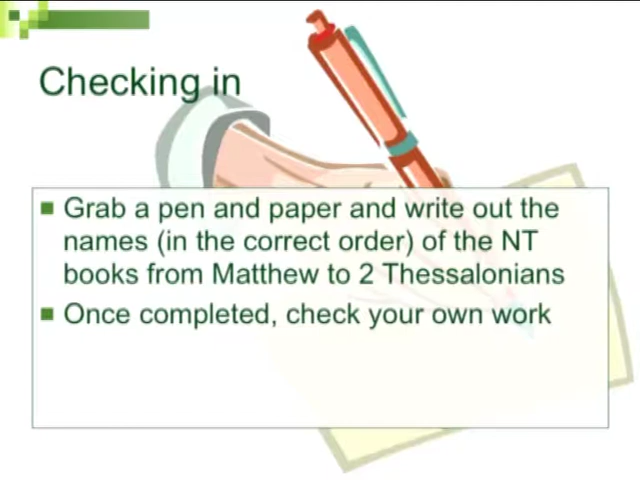 Checking in
Grab a pen and paper and write out the
names (in the correct order) of the NT
books from Matthew to 2 Thessalonians
Once completed, check your own work